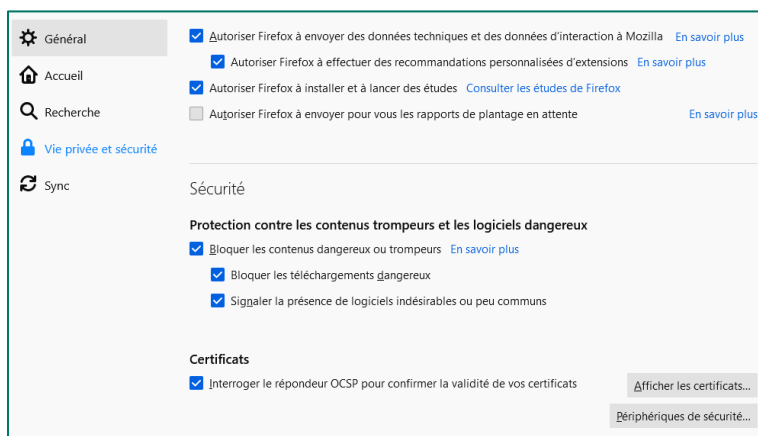 Général
Accueil
Recherche
Vie privée et sécurité
Sync
Autoriser Firefox à envoyer des données techniques et des données d'interaction à Mozilla En savoir plus
Autoriser Firefox à effectuer des recommandations personnalisées d'extensions En savoir plus
Autoriser Firefox à installer et à lancer des études Consulter les études de Firefox
Autoriser Firefox à envoyer pour vous les rapports de plantage en attente En savoir plus
Sécurité
Protection contre les contenus trompeurs et les logiciels dangereux
Bloquer les contenus dangereux ou trompeurs En savoir plus
Bloquer les téléchargements dangereux
Signaler la présence de logiciels indésirables ou peu communs
Certificats
Interroger le répondeur OCSP pour confirmer la validité de vos certificats Afficher les certificats...
Périphériques de sécurité...